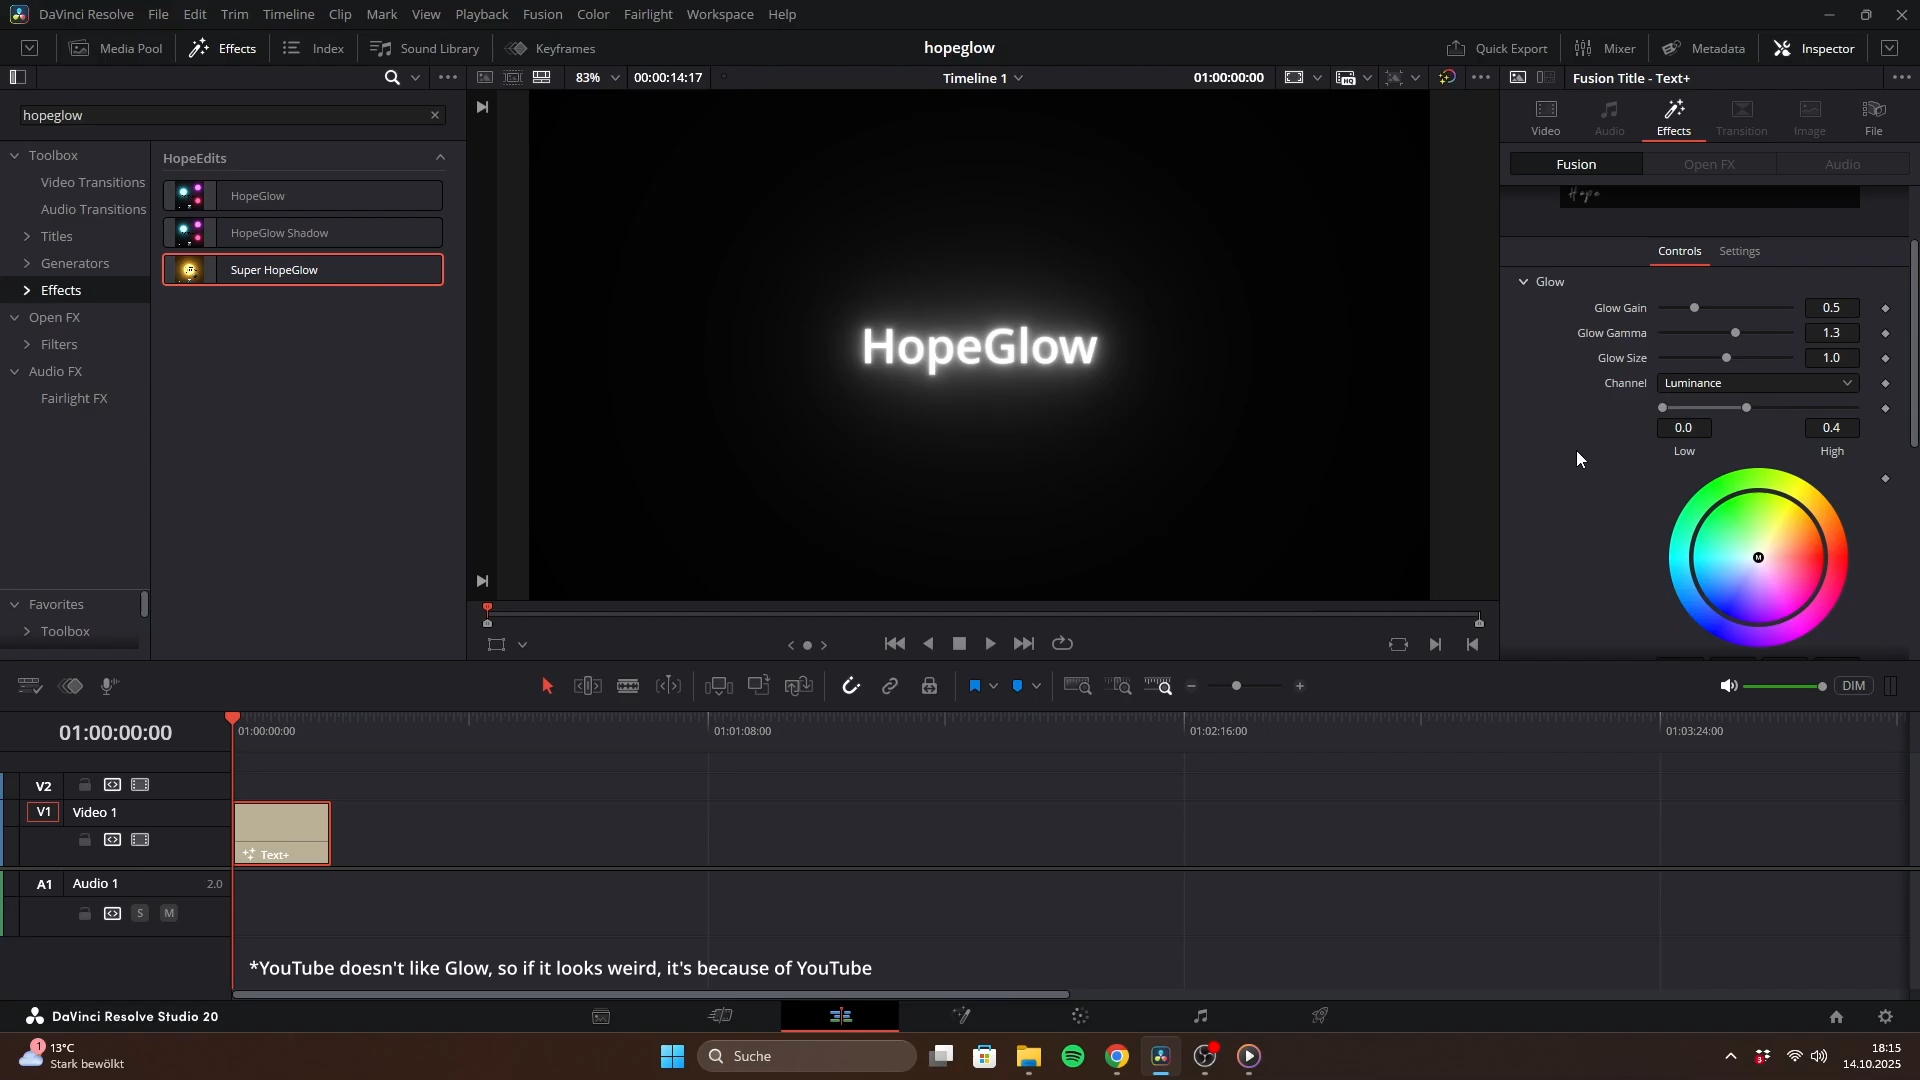 DaVinci Resolve File Edit Trim Timeline Clip Mark View Playback Fusion Color Fairlight Workspace Help
Media Pool Effects Index Sound Library Keyframes hopeglow Quick Export Mixer Metadata Inspector
83% 00:00:14:17 Timeline 1 01:00:00:00 Fusion Title - Text+
hopeglow
Video Audio Effects Transition Image File
Toolbox
HopeEdits
Fusion Open FX Audio
Video Transitions
HopeGlow
Hope
Audio Transitions
Titles
HopeGlow Shadow
Controls Settings
Generators
Super HopeGlow
Effects
Glow
Open FX
Glow Gain 0.5
Filters
Glow Gamma 1.3
HopeGlow
Glow Size 1.0
Audio FX
Channel Luminance
Fairlight FX
0.0 0.4
Low High
M
Favorites
Toolbox
DIM
01:00:00:00
01:00:00:00 01:01:08:00 01:02:16:00 01:03:24:00
V2
V1 Video 1
Text+
A1 Audio 1 2.0
S M
*YouTube doesn't like Glow, so if it looks weird, it's because of YouTube
DaVinci Resolve Studio 20
1 13°C
Stark bewölkt
Suche
3
18:15
14.10.2025